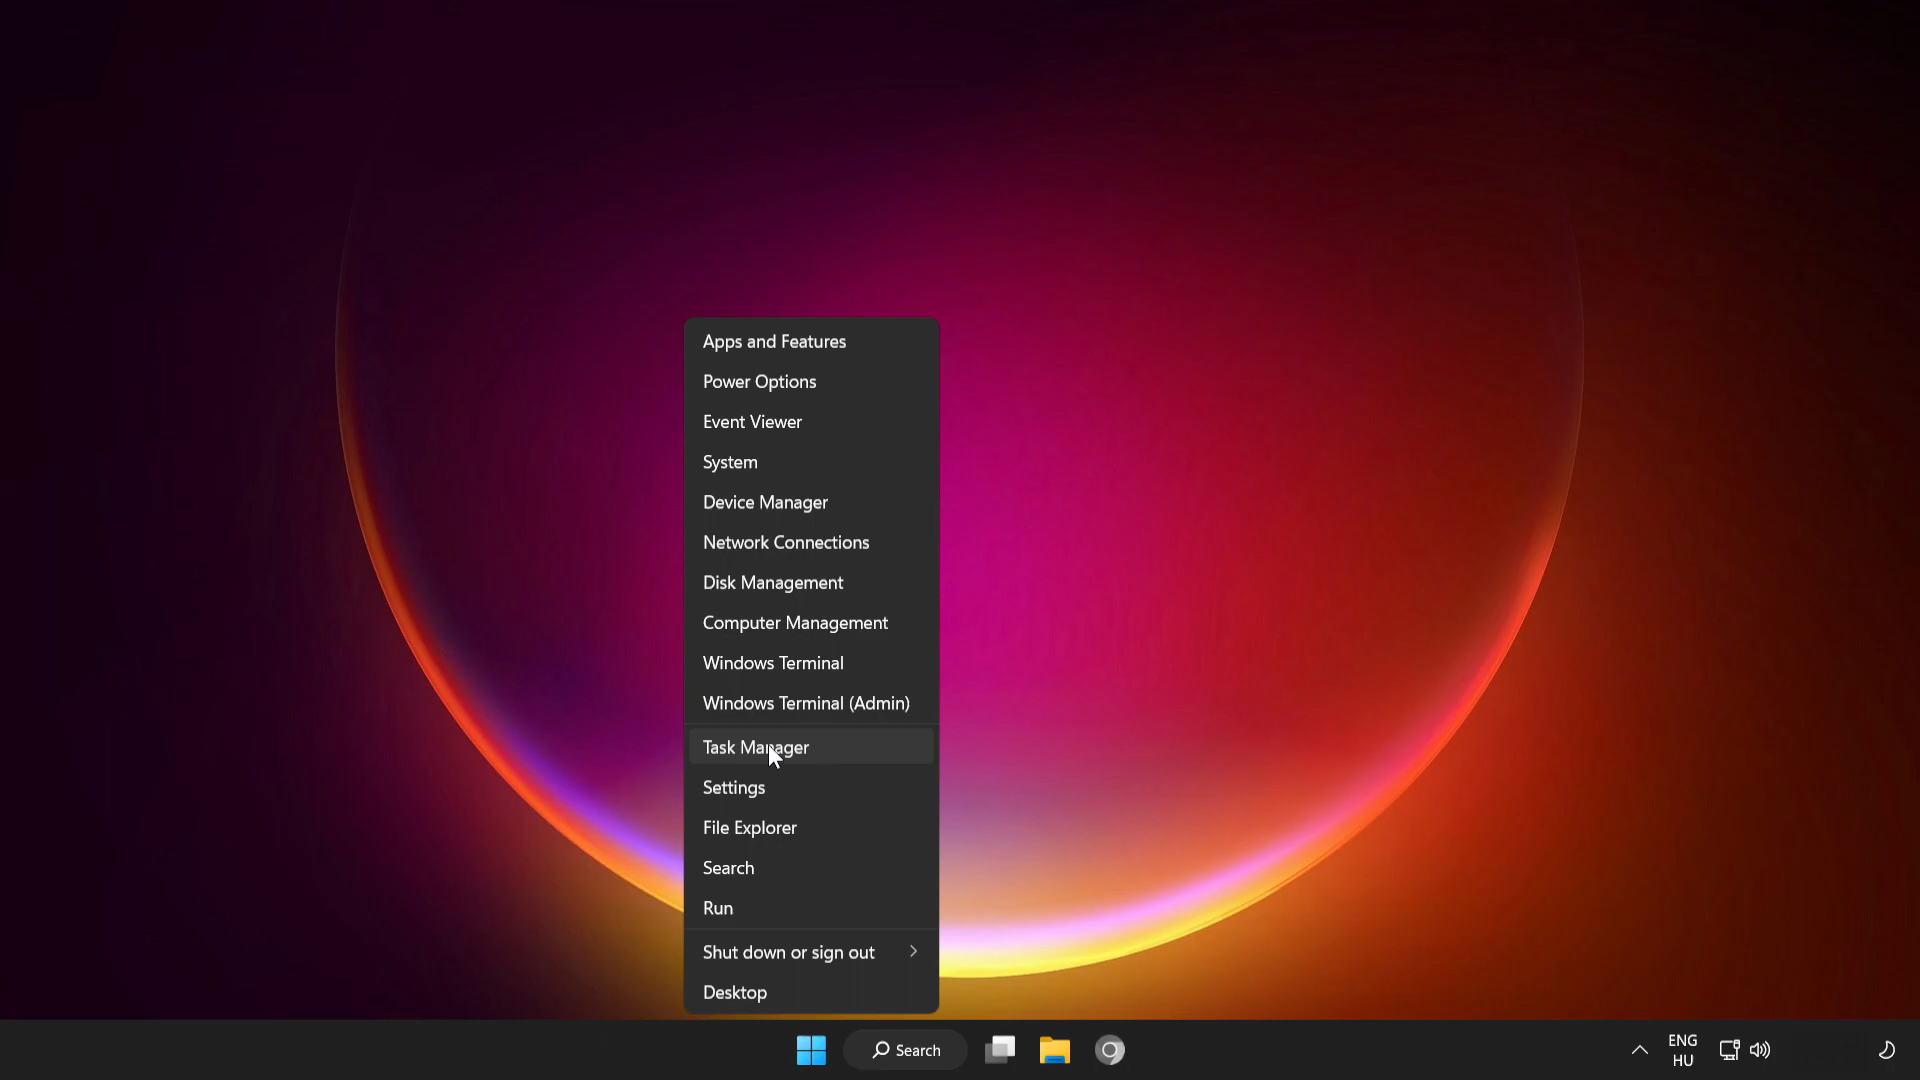 Apps and Features
Power Options
Event Viewer
System
Device Manager
Network Connections
Disk Management
Computer Management
Windows Terminal
Windows Terminal (Admin)
Task Manager
Settings
File Explorer
Search
Run
Shut down or sign out
Desktop
Search
ENG
HU